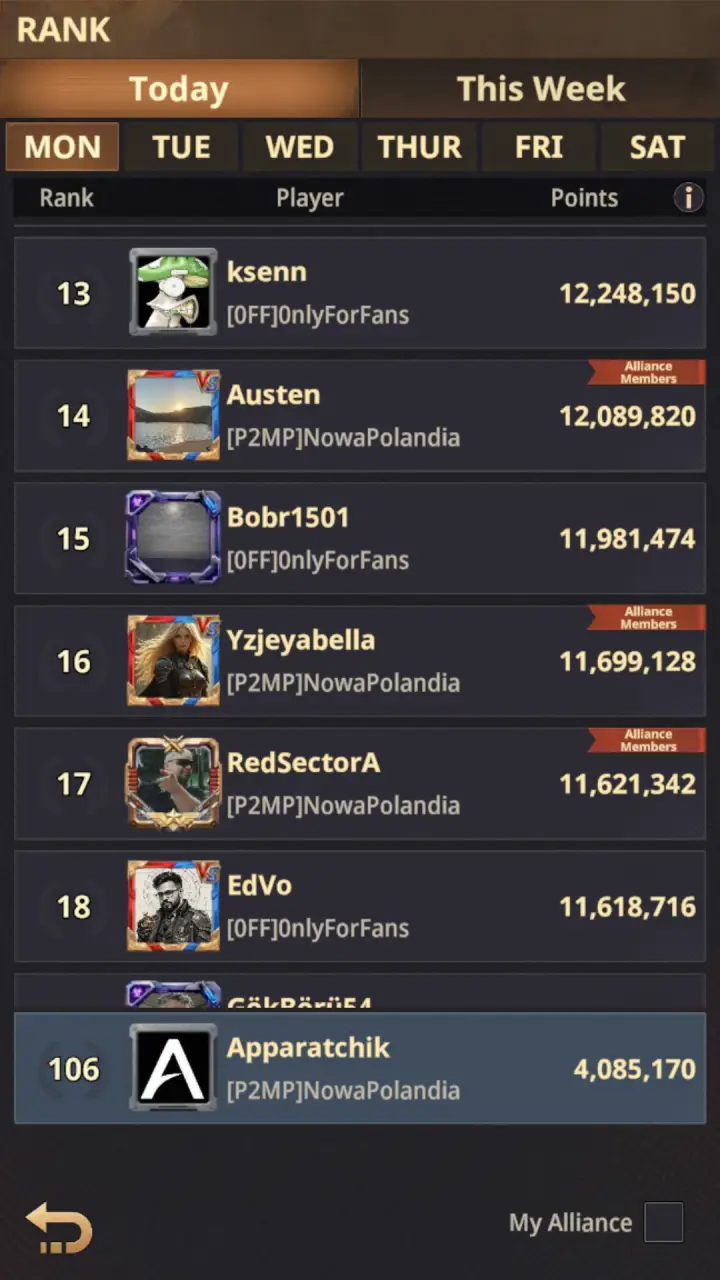 RANK
Today
This Week
MON
TUE
WED
THUR
FRI
SAT
Rank
Player
Points
i
13
ksenn
[0FF]0nlyForFans
12,248,150
Alliance
Members
14
Austen
[P2MP]NowaPolandia
12,089,820
15
Bobr1501
[0FF]0nlyForFans
11,981,474
Alliance
Members
16
Yzjeyabella
[P2MP]NowaPolandia
11,699,128
Alliance
Members
17
RedSectorA
[P2MP]NowaPolandia
11,621,342
18
EdVo
[0FF]0nlyForFans
11,618,716
GökBörü54
106
Apparatchik
[P2MP]NowaPolandia
4,085,170
My Alliance